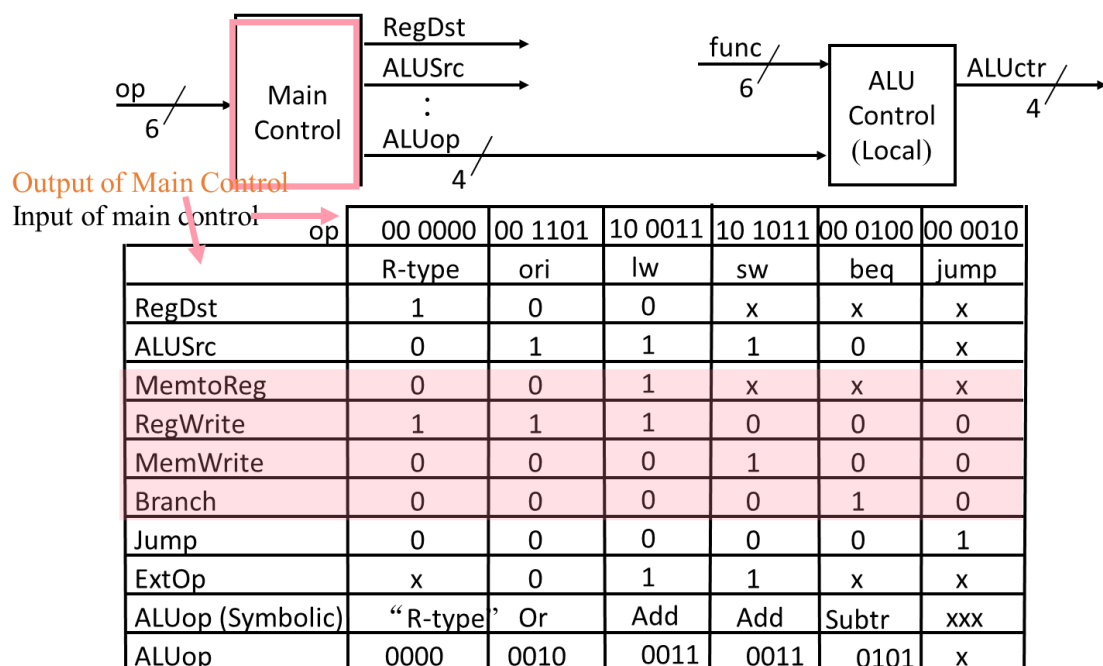 RegDst
func
ALUSrc
ALUctr
op
6
ALU
Main
:
Control
6
Control
4
ALUop
(Local)
4
Output of Main Control
Input of main control
op 00 0000 00 1101 10 0011 10 1011 00 0100 00 0010
R-type ori lw sw beq jump
RegDst 1 0 0 x x x
ALUSrc 0 1 1 1 0 x
MemtoReg 0 0 1 x x x
RegWrite 1 1 1 0 0 0
MemWrite 0 0 0 1 0 0
Branch 0 0 0 0 1 0
Jump 0 0 0 0 0 1
ExtOp x 0 1 1 x x
ALUop (Symbolic) “R-type” Or Add Add Subtr xxx
ALUop 0000 0010 0011 0011 0101 x